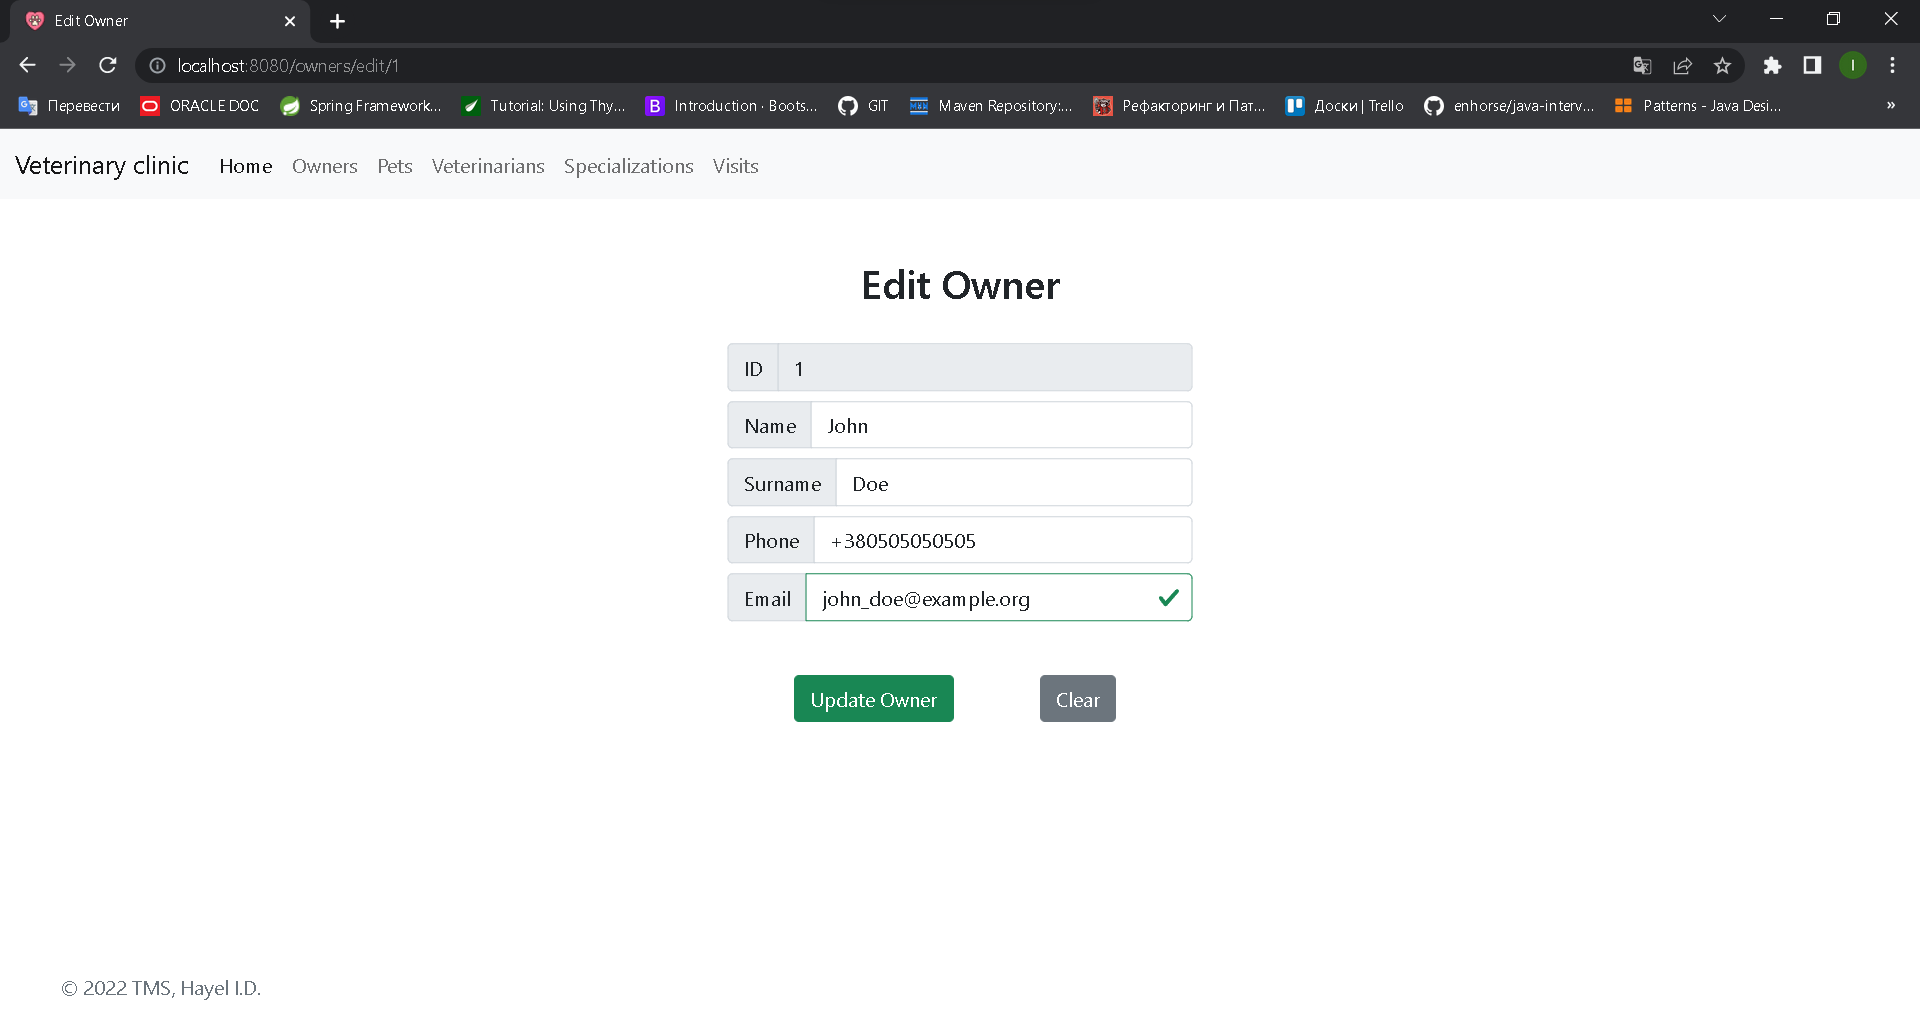 Edit Owner
localhost:8080/owners/edit/1
I
Перевести ORACLE DOC Spring Framework... Tutorial: Using Thy... Introduction · Boots... GIT Maven Repository:... Рефакторинг и Пат... Доски | Trello enhorse/java-interv... Patterns - Java Desi... »
Veterinary clinic Home Owners Pets Veterinarians Specializations Visits
Edit Owner
ID 1
Name John
Surname Doe
Phone +380505050505
Email john_doe@example.org
Update Owner Clear
© 2022 TMS, Hayel I.D.